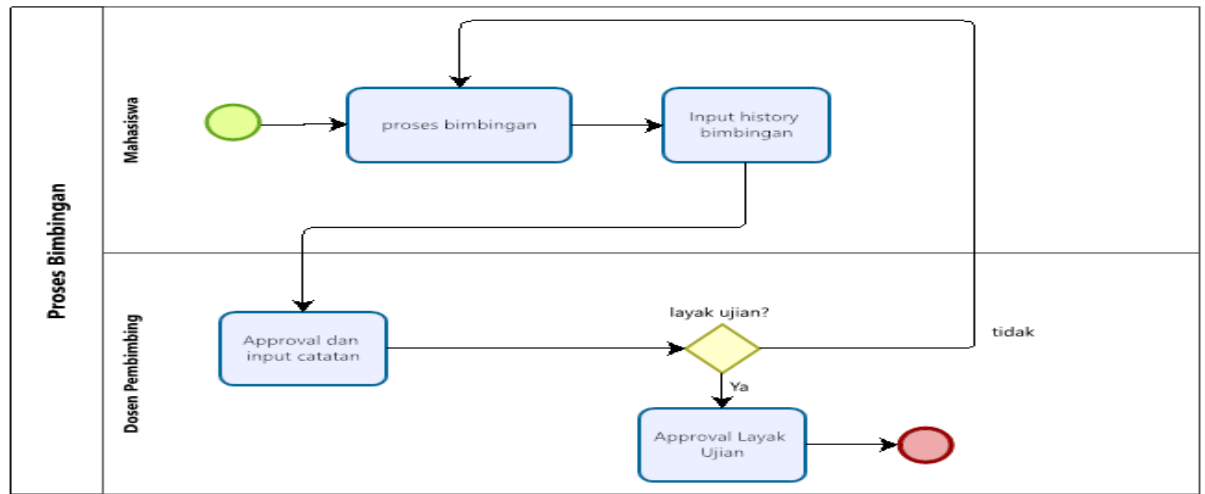 Proses Bimbingan
Mahasiswa
proses bimbingan
Input history
bimbingan
Dosen Pembimbing
Approval dan
input catatan
layak ujian?
tidak
Ya
Approval Layak
Ujian